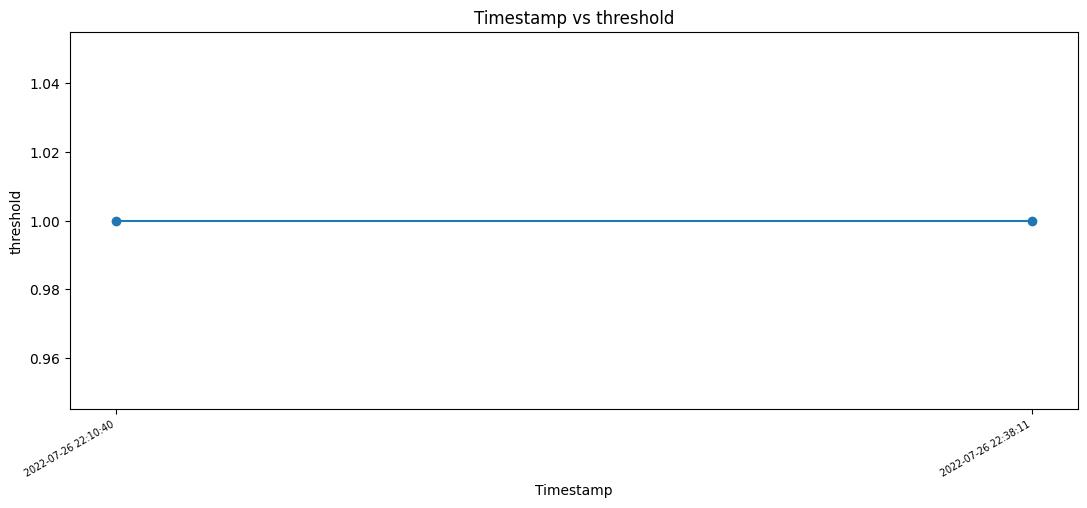 Timestamp vs threshold
1.04
1.02
1.00
0.98
0.96
threshold
2022-07-26 22:10:40
2022-07-26 22:38:11
Timestamp